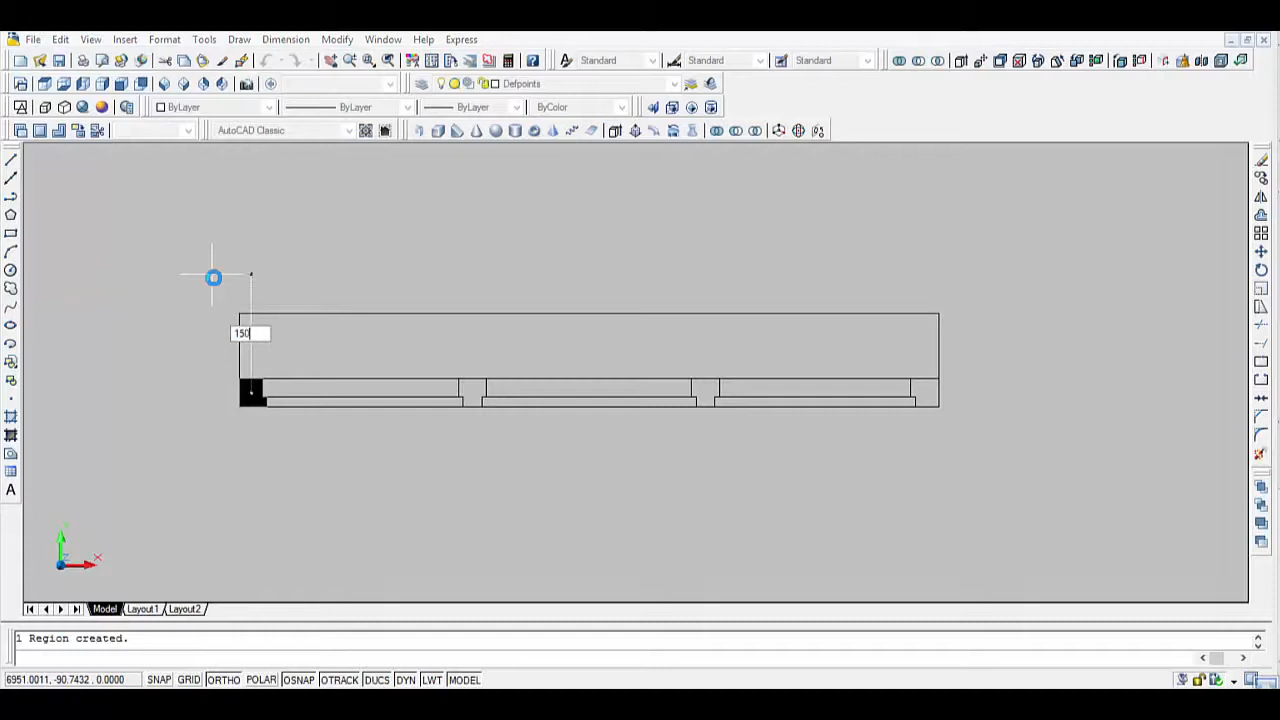 File Edit View Insert Format Tools Draw Dimension Modify Window Help Express
Standard Standard Standard
Defpoints
ByLayer ByLayer ByLayer ByColor
AutoCAD Classic
150
Y
Z X
Model Layout1 Layout2
1 Region created.
6951.0011, -90.7432 , 0.0000 SNAP GRID ORTHO POLAR OSNAP OTRACK DUCS DYN LWT MODEL
A